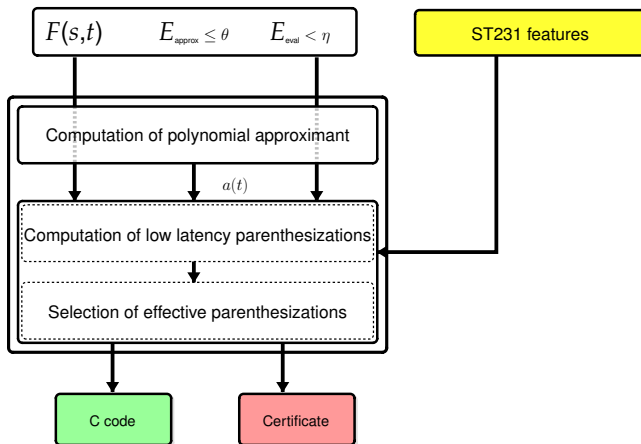 F(s,t) E_approx ≤ θ E_eval < η
ST231 features
Computation of polynomial approximant
a(t)
Computation of low latency parenthesizations
Selection of effective parenthesizations
C code
Certificate